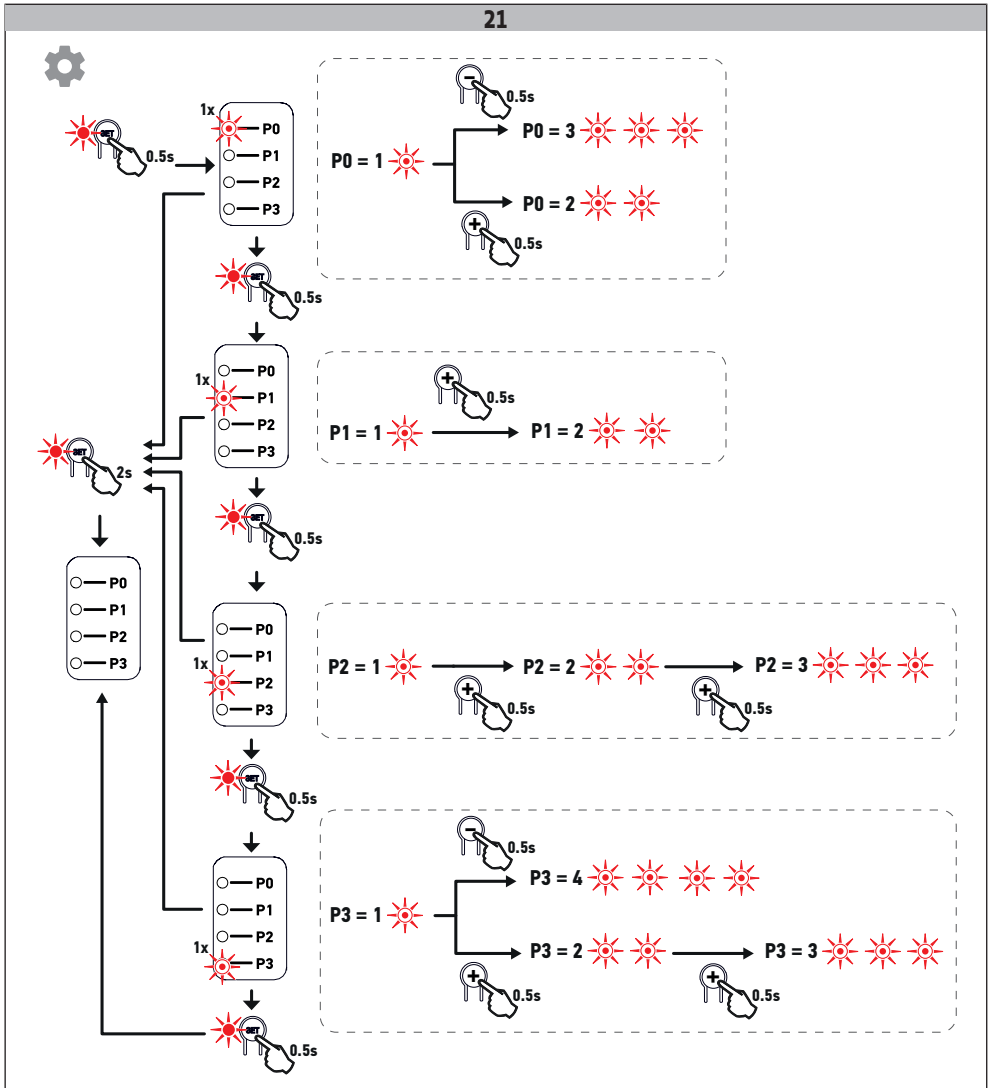 21
1x
SET
0.5s
P0
P1
P2
P3
SET
0.5s
P0 = 1
−
0.5s
P0 = 3
P0 = 2
+
0.5s
P0
1x
P1
P2
P3
SET
0.5s
P1 = 1
+
0.5s
P1 = 2
SET
2s
P0
P1
P2
P3
P0
P1
1x
P2
P3
SET
0.5s
P2 = 1
+
0.5s
P2 = 2
+
0.5s
P2 = 3
P0
P1
P2
1x
P3
SET
0.5s
P3 = 1
−
0.5s
P3 = 4
P3 = 2
+
0.5s
P3 = 3
+
0.5s